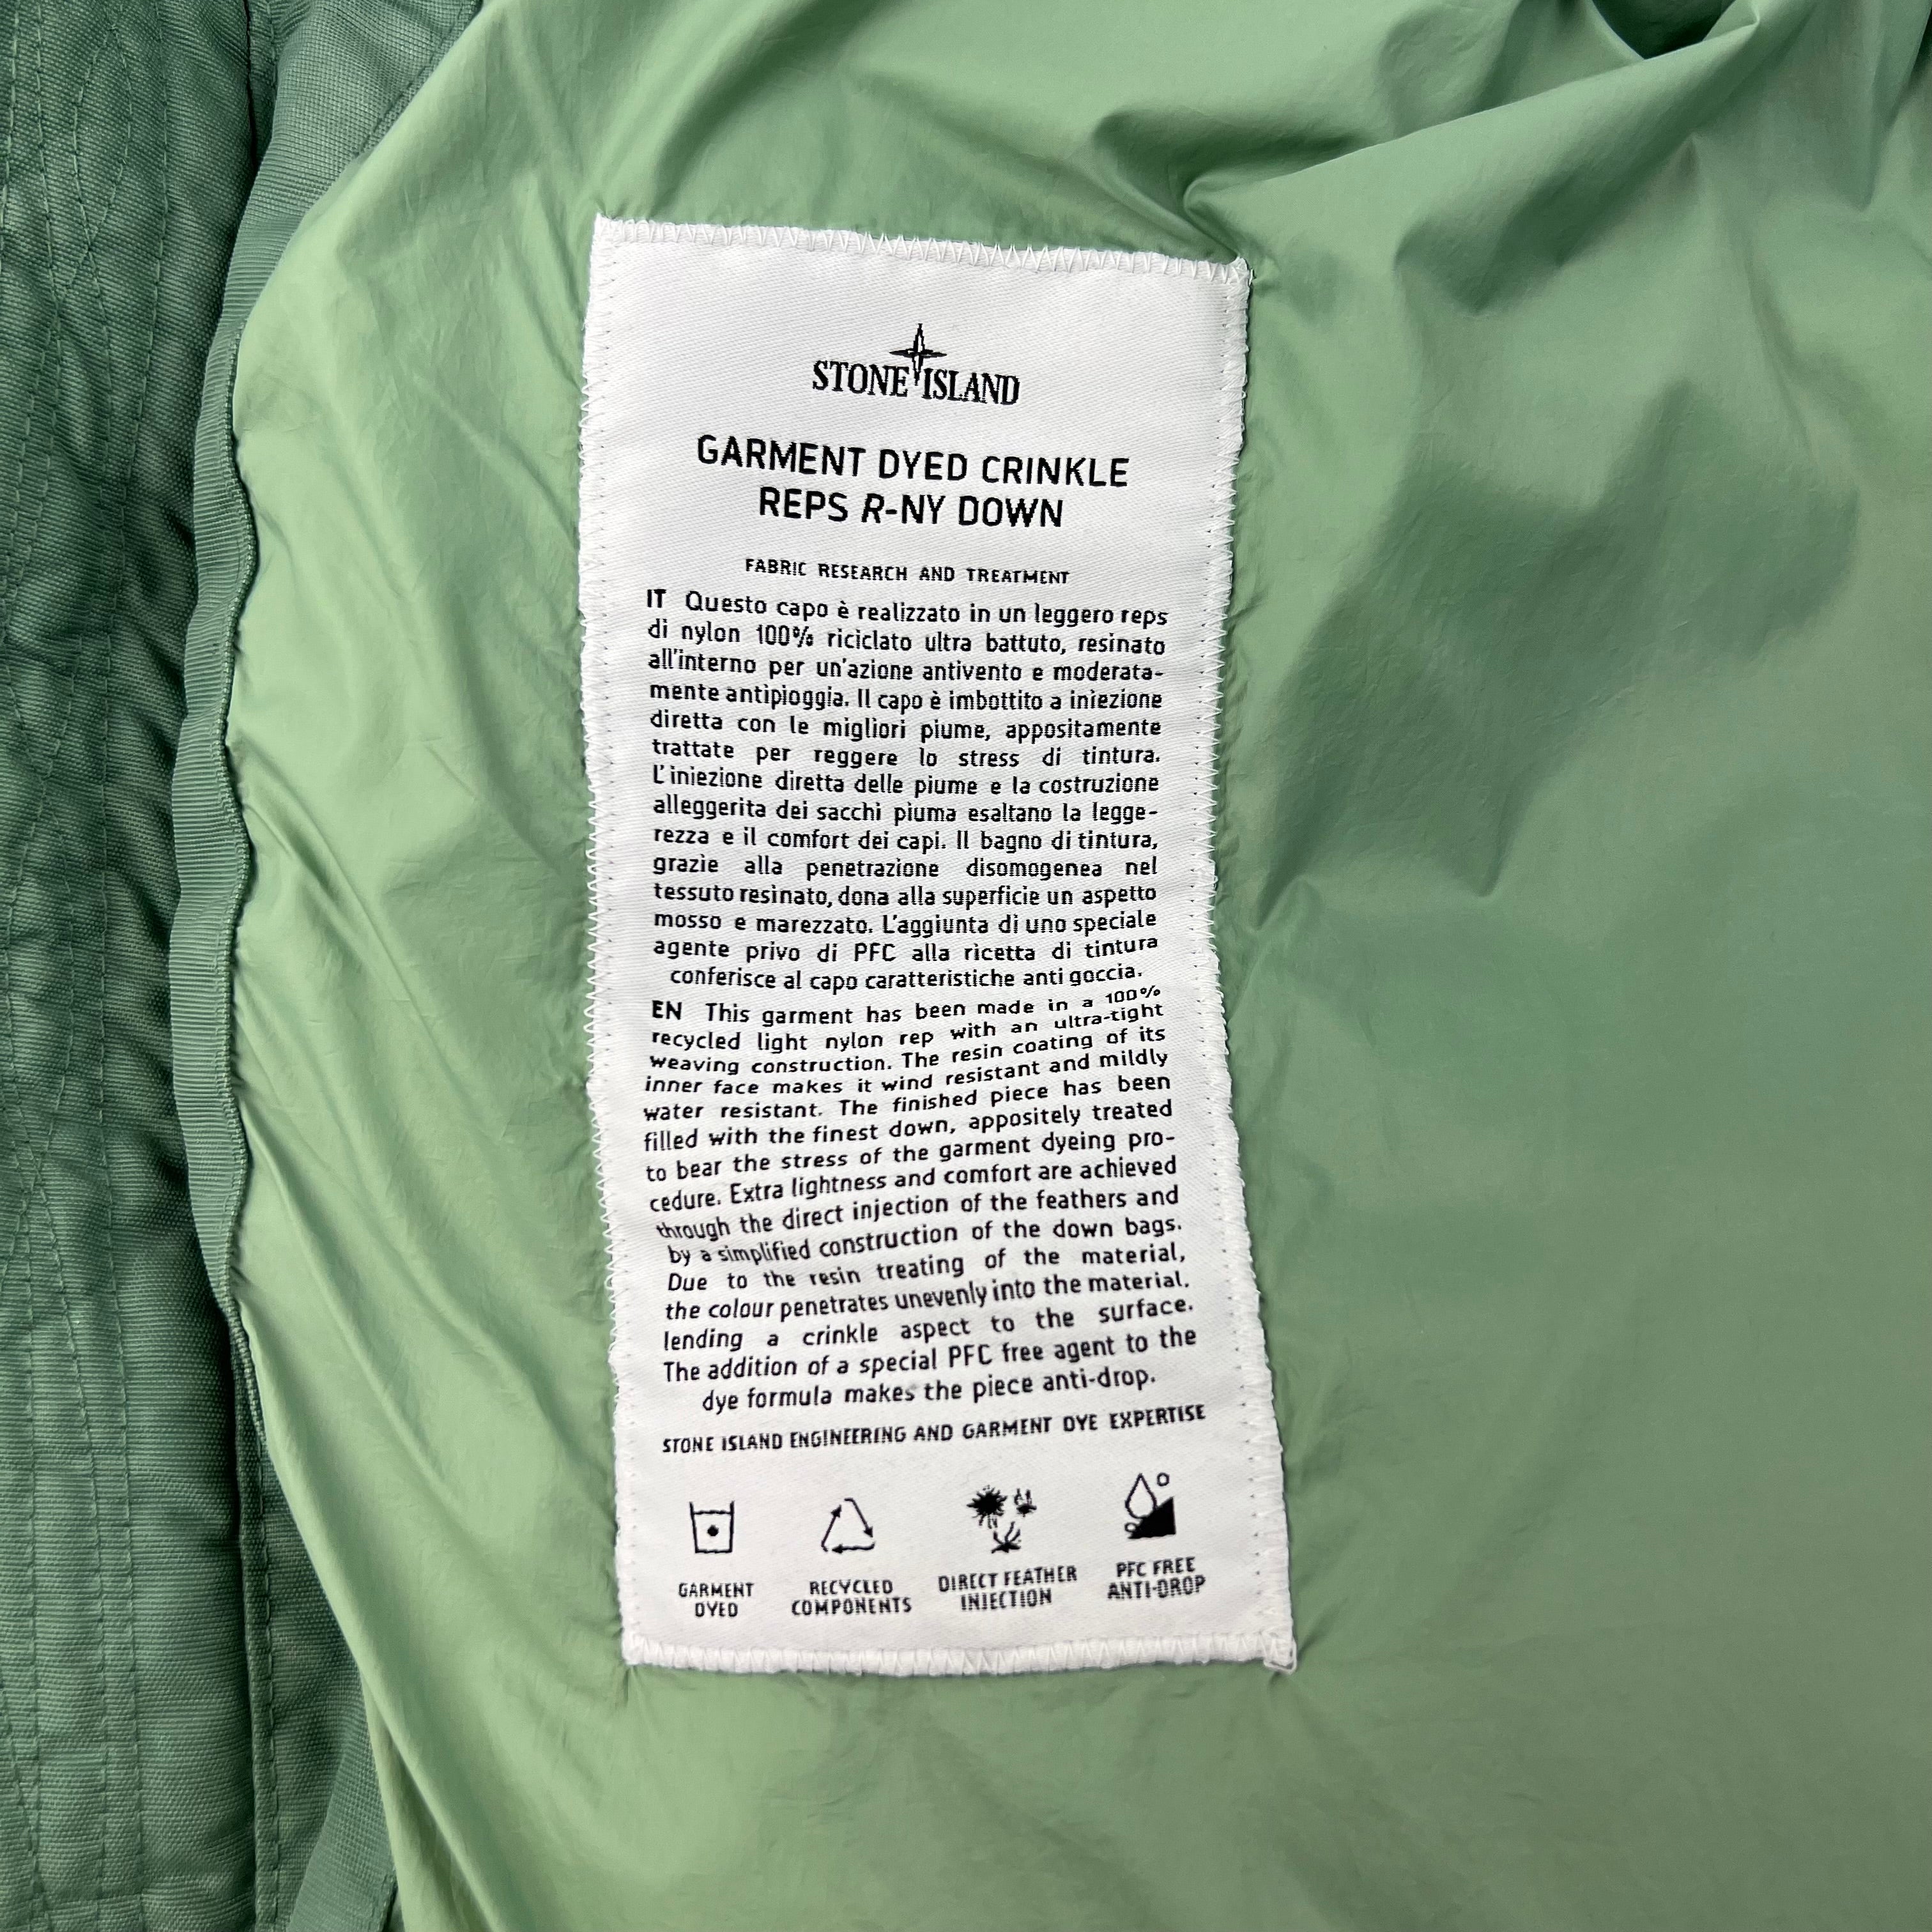 STONE ISLAND
GARMENT DYED CRINKLE
REPS R-NY DOWN
FABRIC RESEARCH AND TREATMENT
IT Questo capo è realizzato in un leggero reps
di nylon 100% riciclato ultra battuto, resinato
all'interno per un'azione antivento e moderata-
mente antipioggia. Il capo è imbottito a iniezione
diretta con le migliori piume, appositamente
trattate per reggere lo stress di tintura.
L'iniezione diretta delle piume e la costruzione
alleggerita dei sacchi piuma esaltano la legge-
rezza e il comfort dei capi. Il bagno di tintura,
grazie alla penetrazione disomogenea nel
tessuto resinato, dona alla superficie un aspetto
mosso e marezzato. L'aggiunta di uno speciale
agente privo di PFC alla ricetta di tintura
conferisce al capo caratteristiche anti goccia.
EN This garment has been made in a 100%
recycled light nylon rep with an ultra-tight
weaving construction. The resin coating of its
inner face makes it wind resistant and mildly
water resistant. The finished piece has been
filled with the finest down, appositely treated
to bear the stress of the garment dyeing pro-
cedure. Extra lightness and comfort are achieved
through the direct injection of the feathers and
by a simplified construction of the down bags.
Due to the resin treating of the material,
the colour penetrates unevenly into the material.
lending a crinkle aspect to the surface.
The addition of a special PFC free agent to the
dye formula makes the piece anti-drop.
STONE ISLAND ENGINEERING AND GARMENT DYE EXPERTISE
GARMENT
DYED
RECYCLED
COMPONENTS
DIRECT FEATHER
INJECTION
PFC FREE
ANTI-DROP